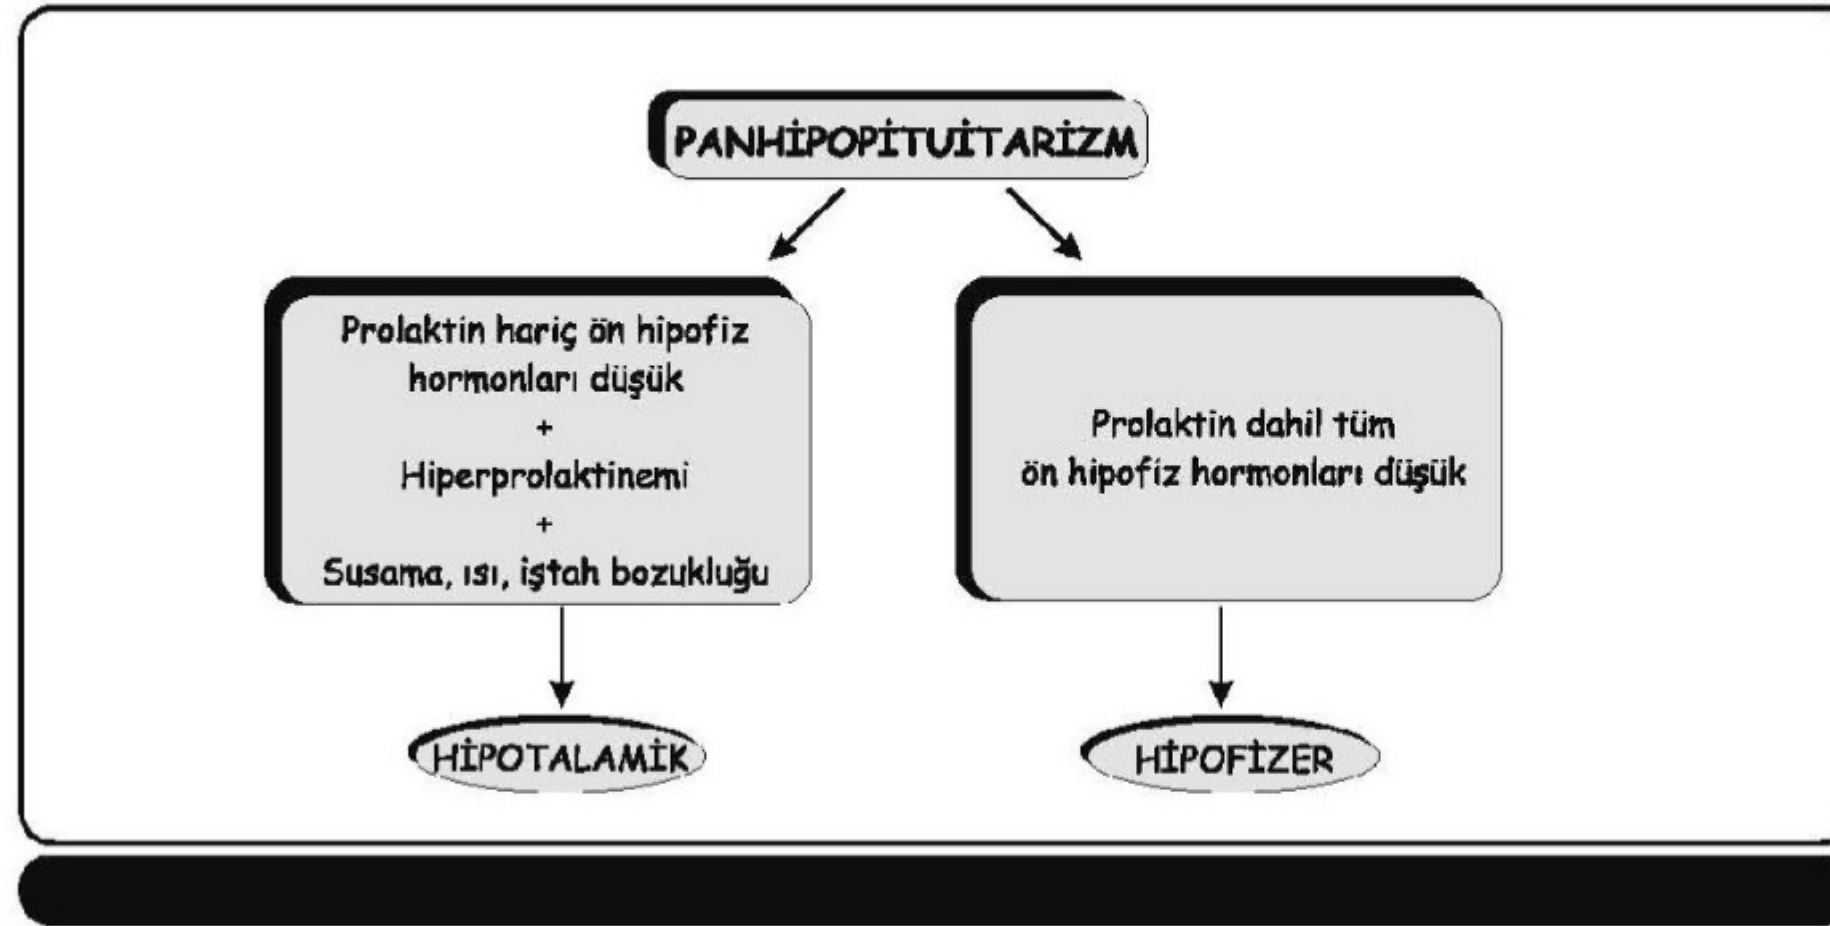 PANHİPOPİTUİTARİZM
Prolaktin hariç ön hipofiz
hormonları düşük
+
Hiperprolaktinemi
+
Susama, ısı, iştah bozukluğu
Prolaktin dahil tüm
ön hipofiz hormonları düşük
HİPOTALAMİK
HİPOFİZER